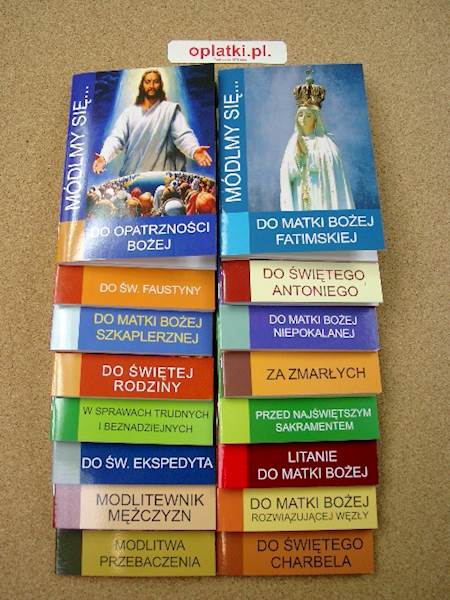 oplatki.pl.
MÓDLMY SIĘ...
DO OPATRZNOŚCI
BOŻEJ
DO ŚW. FAUSTYNY
DO MATKI BOŻEJ
SZKAPLERZNEJ
DO ŚWIĘTEJ
RODZINY
W SPRAWACH TRUDNYCH
I BEZNADZIEJNYCH
DO ŚW. EKSPEDYTA
MODLITEWNIK
MĘŻCZYZN
MODLITWA
PRZEBACZENIA
MÓDLMY SIĘ...
DO MATKI BOŻEJ
FATIMSKIEJ
DO ŚWIĘTEGO
ANTONIEGO
DO MATKI BOŻEJ
NIEPOKALANEJ
ZA ZMARŁYCH
PRZED NAJŚWIĘTSZYM
SAKRAMENTEM
LITANIE
DO MATKI BOŻEJ
DO MATKI BOŻEJ
ROZWIĄZUJĄCEJ WĘZŁY
DO ŚWIĘTEGO
CHARBELA